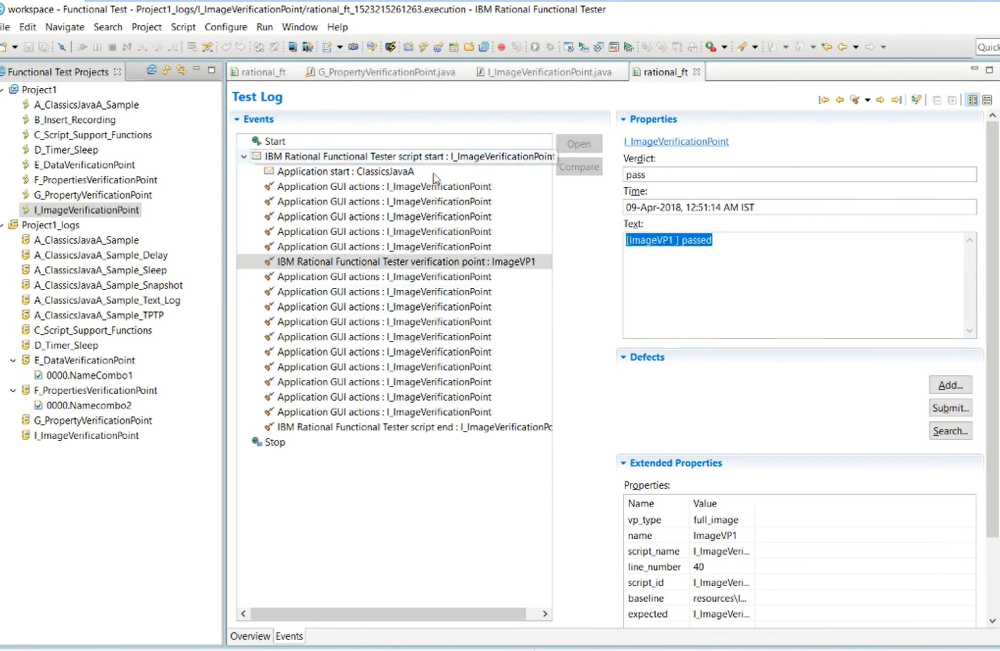 workspace - Functional Test - Project1_logs/I_ImageVerificationPoint/rational_ft_1523215261263.execution - IBM Rational Functional Tester
ile Edit Navigate Search Project Script Configure Run Window Help
Quick
Functional Test Projects
Project1
A_ClassicsJavaA_Sample
B_Insert_Recording
C_Script_Support_Functions
D_Timer_Sleep
E_DataVerificationPoint
F_PropertiesVerificationPoint
G_PropertyVerificationPoint
I_ImageVerificationPoint
Project1_logs
A_ClassicsJavaA_Sample
A_ClassicsJavaA_Sample_Delay
A_ClassicsJavaA_Sample_Sleep
A_ClassicsJavaA_Sample_Snapshot
A_ClassicsJavaA_Sample_Text_Log
A_ClassicsJavaA_Sample_TPTP
C_Script_Support_Functions
D_Timer_Sleep
E_DataVerificationPoint
0000.NameCombo1
F_PropertiesVerificationPoint
0000.Namecombo2
G_PropertyVerificationPoint
I_ImageVerificationPoint
rational_ft G_PropertyVerificationPoint.java I_ImageVerificationPoint.java rational_ft
Test Log
Events
Start
IBM Rational Functional Tester script start : I_ImageVerificationPoint
Application start : ClassicsJavaA
Application GUI actions : I_ImageVerificationPoint
Application GUI actions : I_ImageVerificationPoint
Application GUI actions : I_ImageVerificationPoint
Application GUI actions : I_ImageVerificationPoint
Application GUI actions : I_ImageVerificationPoint
IBM Rational Functional Tester verification point : ImageVP1
Application GUI actions : I_ImageVerificationPoint
Application GUI actions : I_ImageVerificationPoint
Application GUI actions : I_ImageVerificationPoint
Application GUI actions : I_ImageVerificationPoint
Application GUI actions : I_ImageVerificationPoint
Application GUI actions : I_ImageVerificationPoint
Application GUI actions : I_ImageVerificationPoint
Application GUI actions : I_ImageVerificationPoint
Application GUI actions : I_ImageVerificationPoint
Application GUI actions : I_ImageVerificationPoint
IBM Rational Functional Tester script end : I_ImageVerificationPo
Stop
Open
Compare
Overview Events
Properties
I_ImageVerificationPoint
Verdict:
pass
Time:
09-Apr-2018, 12:51:14 AM IST
Text:
[ImageVP1 ] passed
Defects
Add...
Submit...
Search...
Extended Properties
Properties:
Name Value
vp_type full_image
name ImageVP1
script_name I_ImageVeri...
line_number 40
script_id I_ImageVeri...
baseline resources\I...
expected I_ImageVeri...